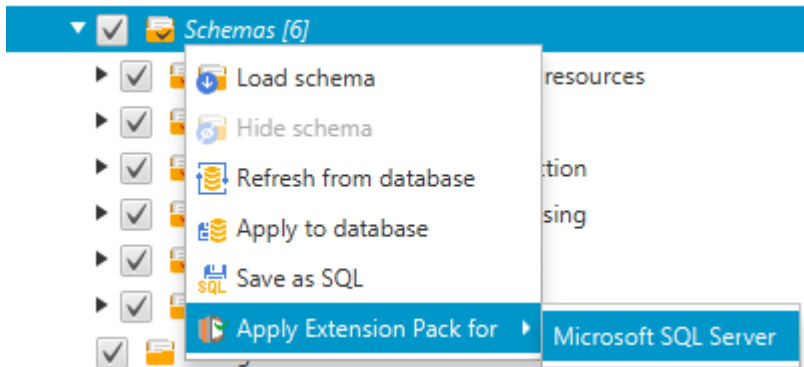 Schemas [6]
Load schema
resources
Hide schema
Refresh from database
Apply to database
Save as SQL
SQL
Apply Extension Pack for
Microsoft SQL Server